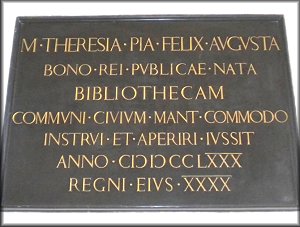 M·THERESIA·PIA·FELIX·AVGVSTA
BONO·REI·PVBLICAE·NATA
BIBLIOTHECAM
COMMVNI·CIVIVM·MANT·COMMODO
INSTRVI·ET·APERIRI·IVSSIT
ANNO·CIↃIↃCCLXXX
REGNI·EIVS·XXXX